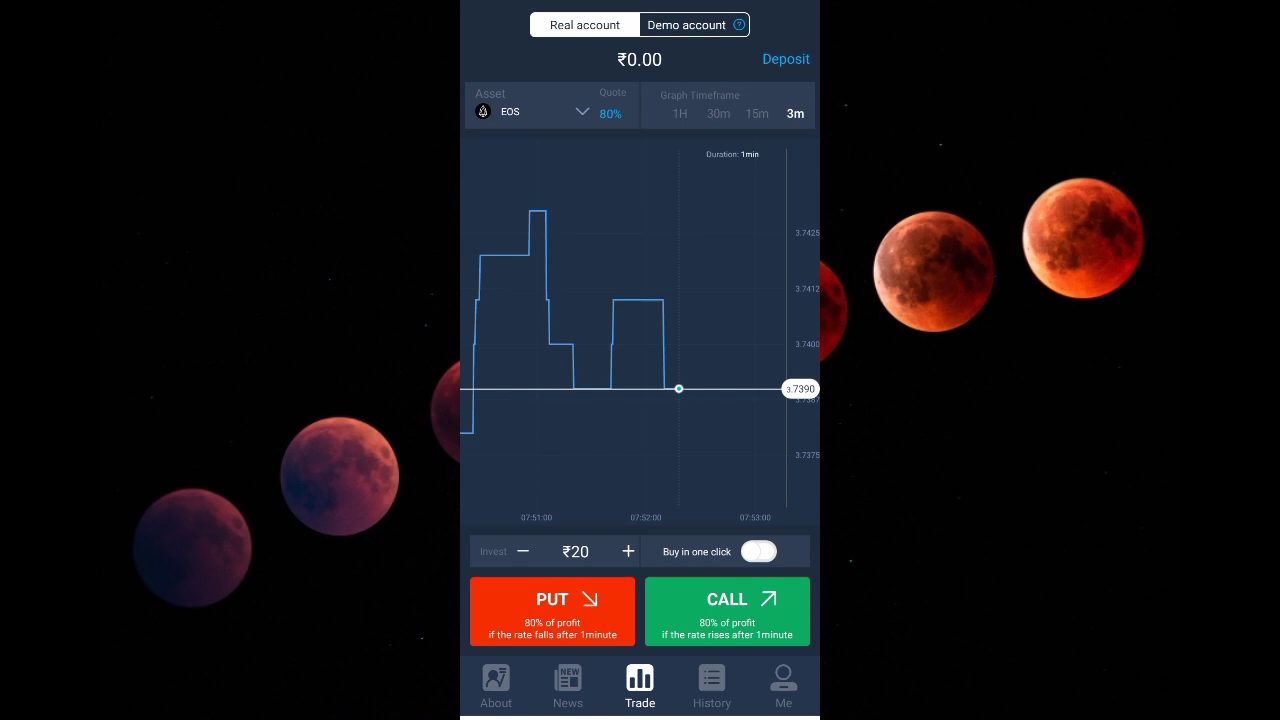 Real account
Demo account ?
₹0.00
Deposit
Asset
EOS
Quote
80%
Graph Timeframe
1H 30m 15m 3m
Duration: 1min
3.7425
3.7412
3.7400
3.7390
3.7387
3.7375
07:51:00 07:52:00 07:53:00
Invest − ₹20 +
Buy in one click
PUT
80% of profit
if the rate falls after 1minute
CALL
80% of profit
if the rate rises after 1minute
NEW
About News Trade History Me